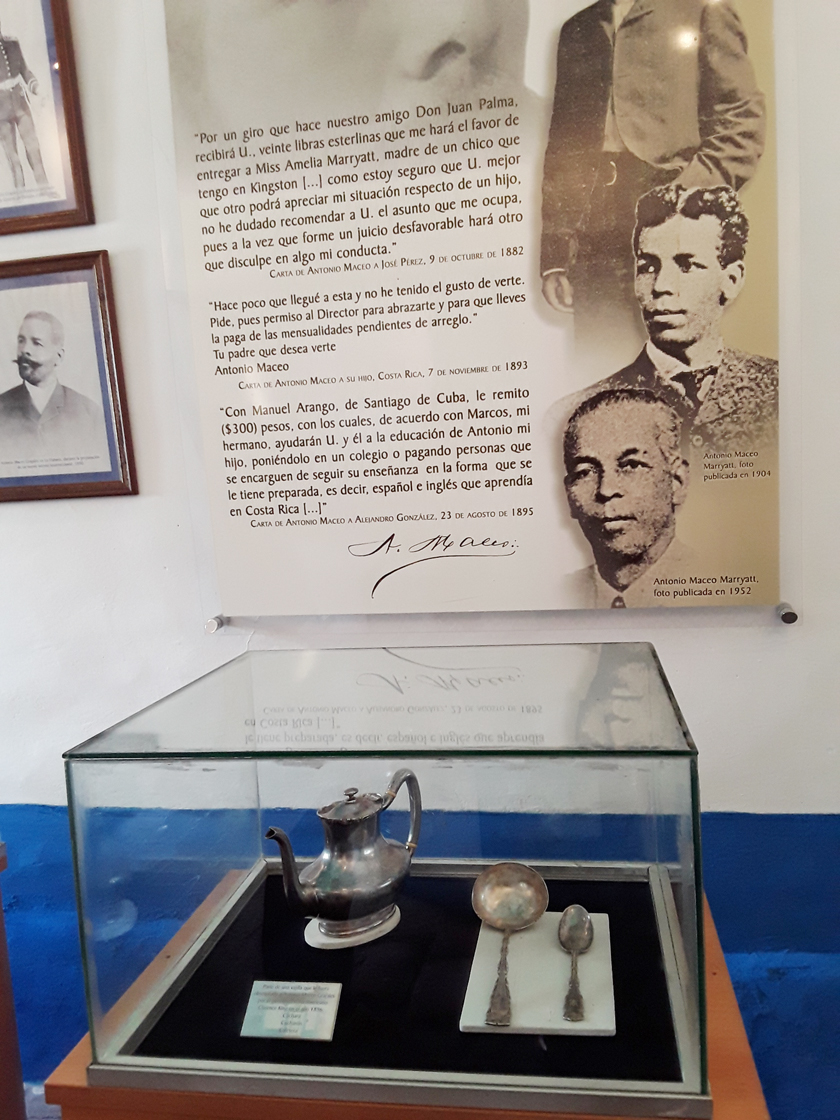 "Por un giro que hace nuestro amigo Don Juan Palma,
recibirá U., veinte libras esterlinas que me hará el favor de
entregar a Miss Amelia Marryatt, madre de un chico que
tengo en Kingston [...] como estoy seguro que U. mejor
que otro podrá apreciar mi situación respecto de un hijo,
no he dudado recomendar a U. el asunto que me ocupa,
pues a la vez que forme un juicio desfavorable hará otro
que disculpe en algo mi conducta."
Carta de Antonio Maceo a José Pérez, 9 de octubre de 1882
"Hace poco que llegué a esta y no he tenido el gusto de verte.
Pide, pues permiso al Director para abrazarte y para que lleves
la paga de las mensualidades pendientes de arreglo."
Tu padre que desea verte
Antonio Maceo
Carta de Antonio Maceo a su hijo, Costa Rica, 7 de noviembre de 1893
"Con Manuel Arango, de Santiago de Cuba, le remito
($300) pesos, con los cuales, de acuerdo con Marcos, mi
hermano, ayudarán U. y él a la educación de Antonio mi
hijo, poniéndolo en un colegio o pagando personas que
se encarguen de seguir su enseñanza en la forma que se
le tiene preparada, es decir, español e inglés que aprendía
en Costa Rica [...]"
Carta de Antonio Maceo a Alejandro González, 23 de agosto de 1895
A. Maceo
Antonio Maceo
Marryatt, foto
publicada en 1904
Antonio Maceo Marryatt,
foto publicada en 1952